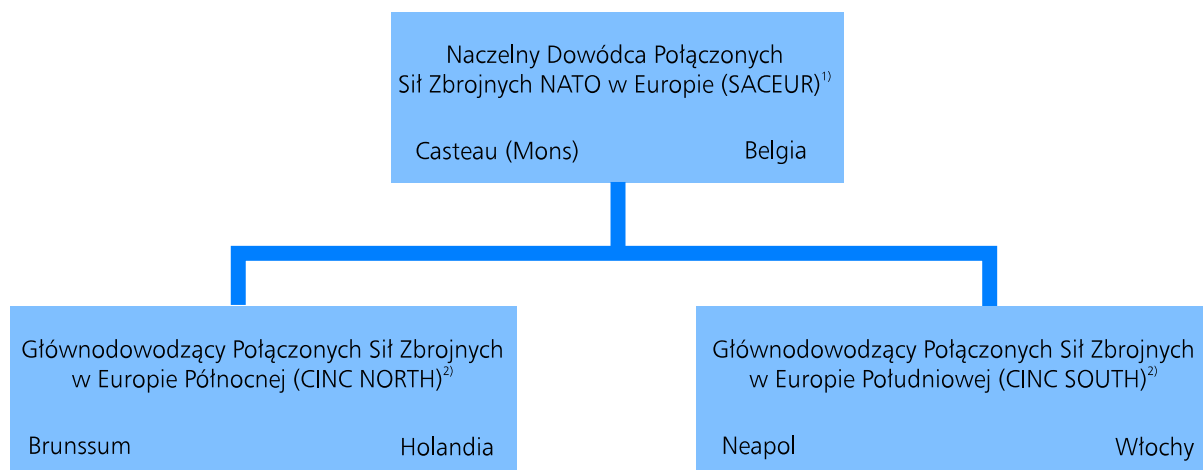 Naczelny Dowódca Połączonych
Sił Zbrojnych NATO w Europie (SACEUR)1)
Casteau (Mons) Belgia
Głównodowodzący Połączonych Sił Zbrojnych
w Europie Północnej (CINC NORTH)2)
Brunssum Holandia
Głównodowodzący Połączonych Sił Zbrojnych
w Europie Południowej (CINC SOUTH)2)
Neapol Włochy